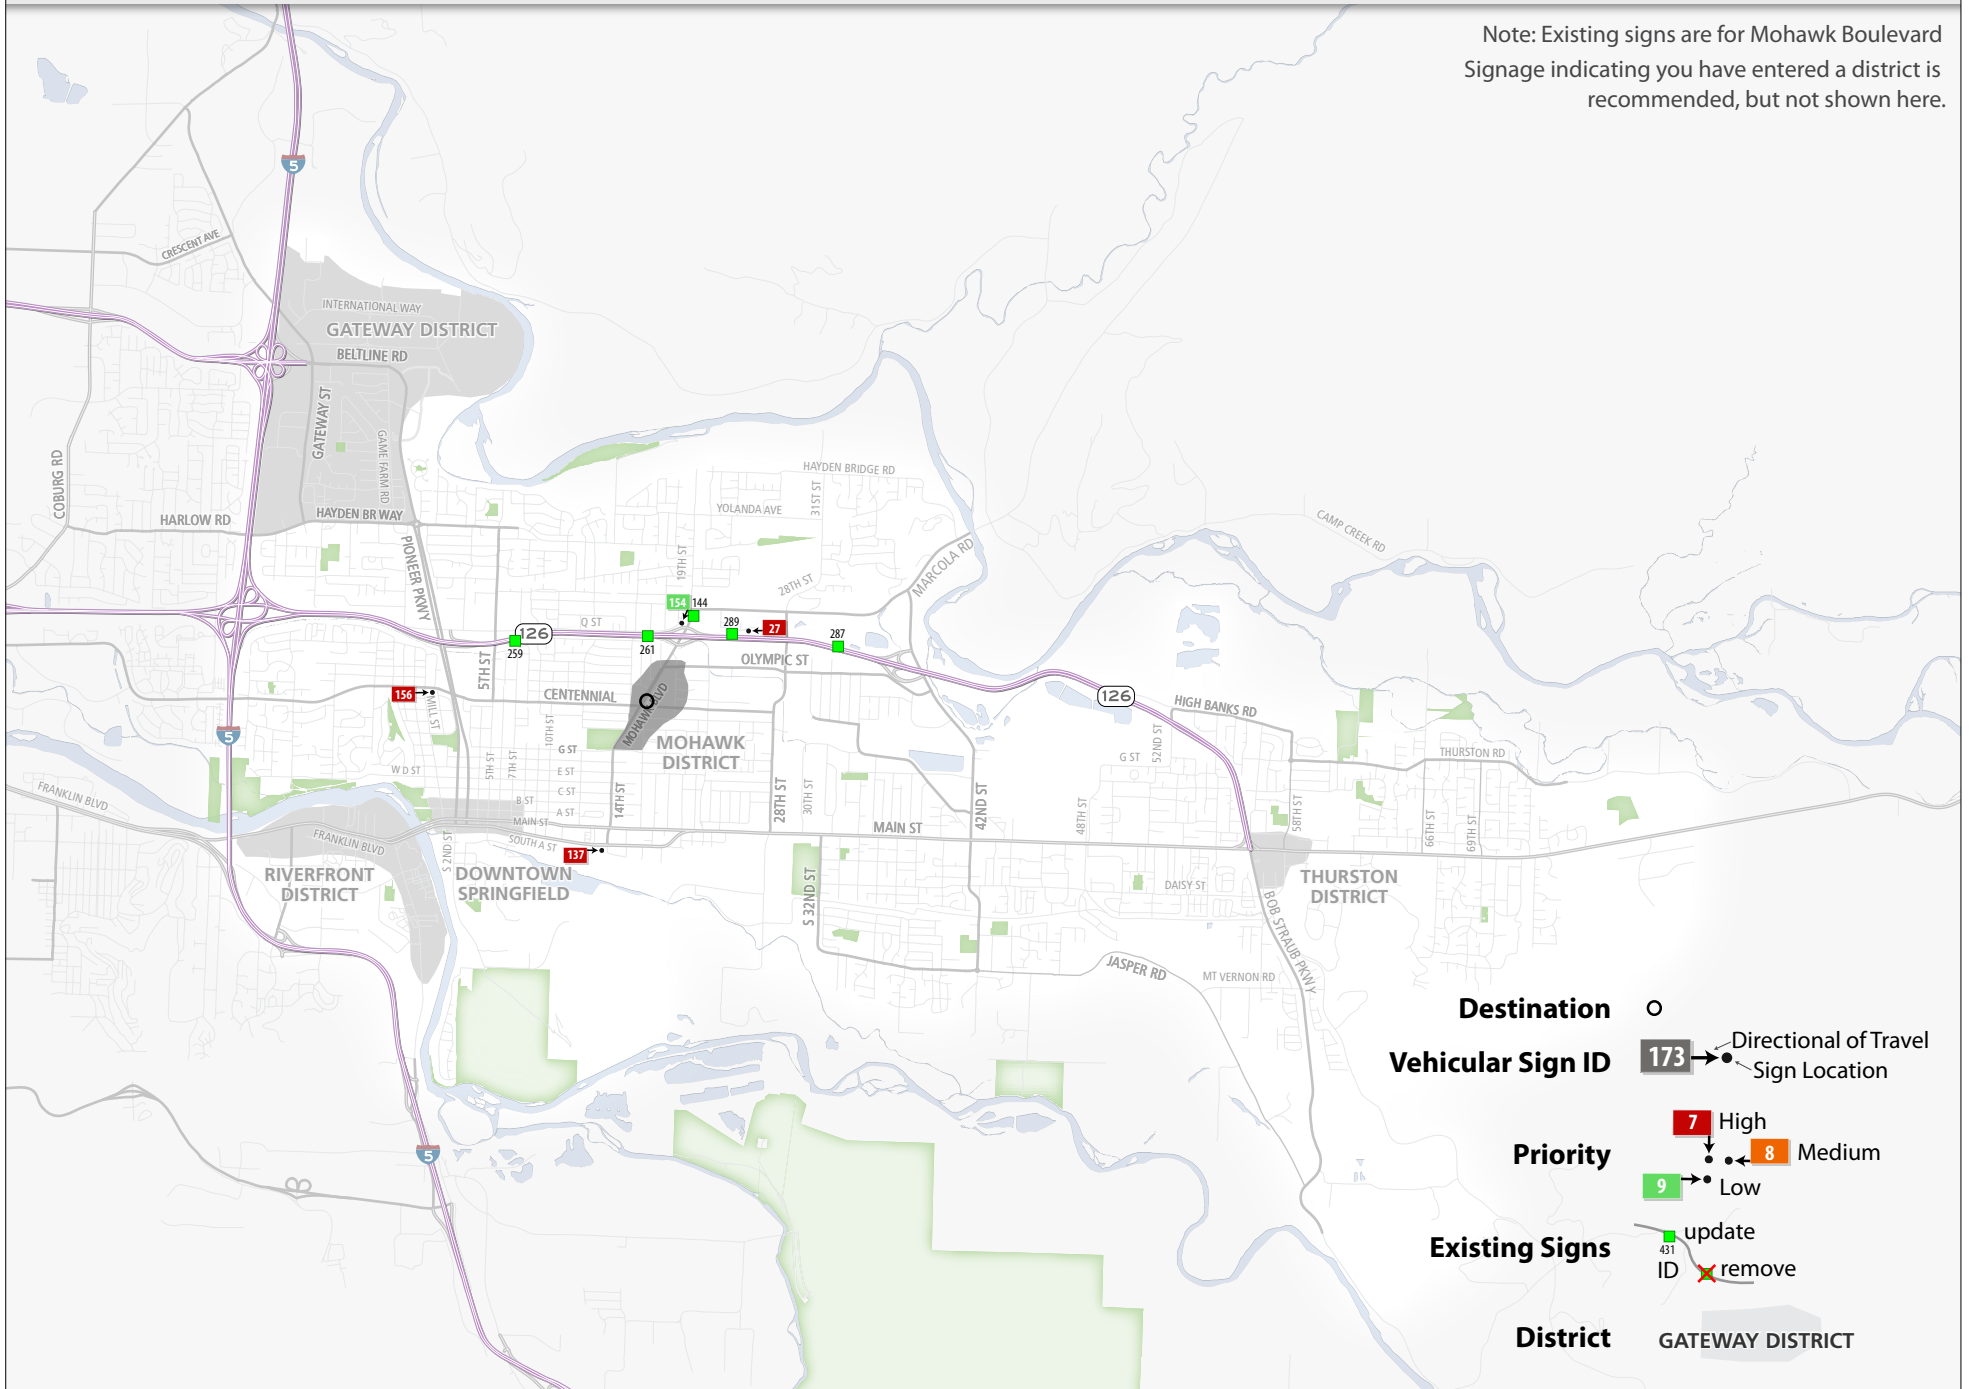 Note: Existing signs are for Mohawk Boulevard
Signage indicating you have entered a district is
recommended, but not shown here.
5
CRESCENT AVE
INTERNATIONAL WAY
GATEWAY DISTRICT
BELTLINE RD
GATEWAY ST
GAME FARM RD
COBURG RD
HARLOW RD
HAYDEN BR WAY
PIONEER PKWY
HAYDEN BRIDGE RD
31ST ST
YOLANDA AVE
19TH ST
28TH ST
MARCOLA RD
CAMP CREEK RD
154
144
Q ST
126
259
261
289
27
287
5TH ST
OLYMPIC ST
156
MILL ST
CENTENNIAL
MOHAWK BLVD
126
HIGH BANKS RD
5
10TH ST
MOHAWK
DISTRICT
G ST
G ST
52ND ST
THURSTON RD
W D ST
5TH ST
7TH ST
E ST
C ST
B ST
A ST
14TH ST
28TH ST
30TH ST
42ND ST
48TH ST
58TH ST
66TH ST
69TH ST
FRANKLIN BLVD
FRANKLIN BLVD
MAIN ST
MAIN ST
SOUTH A ST
137
S 2ND ST
RIVERFRONT
DISTRICT
DOWNTOWN
SPRINGFIELD
S 32ND ST
DAISY ST
THURSTON
DISTRICT
BOB STRAUB PKWY
JASPER RD
MT VERNON RD
5
Destination
Vehicular Sign ID
173
Directional of Travel
Sign Location
Priority
7
High
8
Medium
9
Low
Existing Signs
update
431
ID
remove
District
GATEWAY DISTRICT